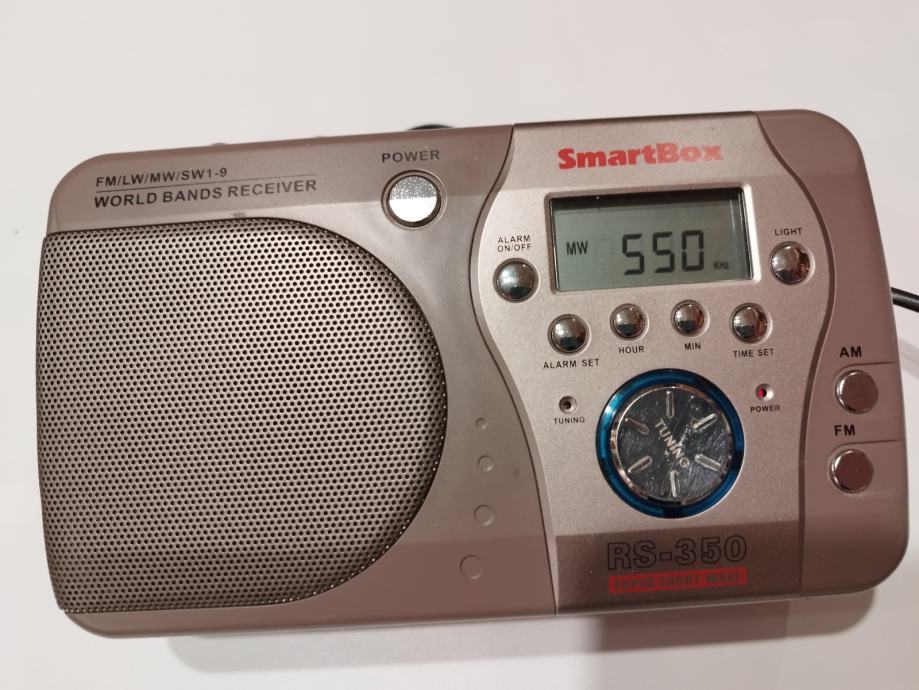 FM/LW/MW/SW1-9
WORLD BANDS RECEIVER
POWER
SmartBox
ALARM
ON/OFF
MW 550 KHz
LIGHT
ALARM SET
HOUR
MIN
TIME SET
TUNING
TUNING
POWER
AM
FM
RS-350
SUPER SHORT-WAVE